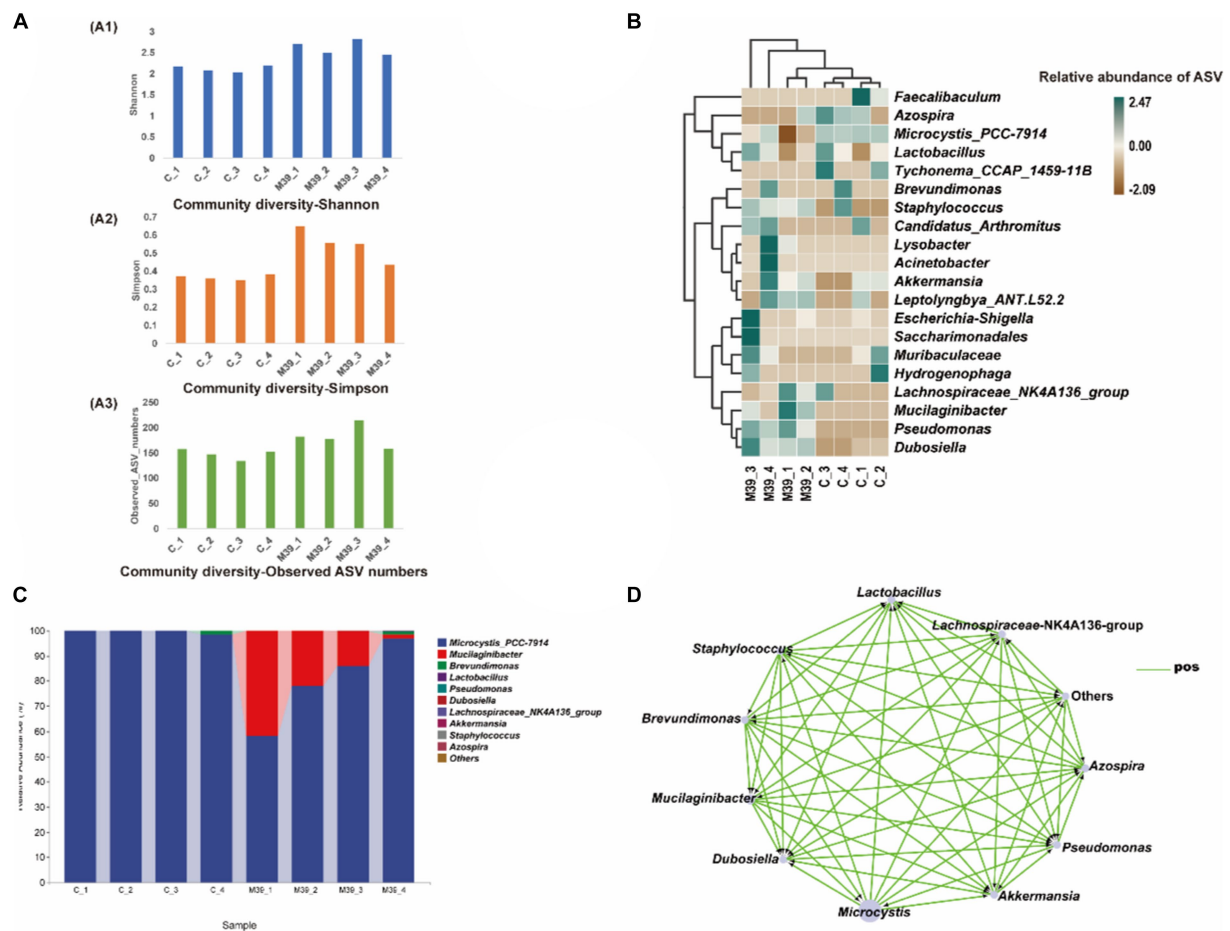 A
(A1)
3
2.5
2
1.5
1
0.5
0
Shannon
C_1 C_2 C_3 C_4 M39_1 M39_2 M39_3 M39_4
Community diversity-Shannon
(A2)
0.7
0.6
0.5
0.4
0.3
0.2
0.1
0
Simpson
C_1 C_2 C_3 C_4 M39_1 M39_2 M39_3 M39_4
Community diversity-Simpson
(A3)
250
200
150
100
50
0
Observed_ASV_numbers
C_1 C_2 C_3 C_4 M39_1 M39_2 M39_3 M39_4
Community diversity-Observed ASV numbers
B
Relative abundance of ASV
2.47
0.00
-2.09
Faecalibaculum
Azospira
Microcystis_PCC-7914
Lactobacillus
Tychonema_CCAP_1459-11B
Brevundimonas
Staphylococcus
Candidatus_Arthromitus
Lysobacter
Acinetobacter
Akkermansia
Leptolyngbya_ANT.L52.2
Escherichia-Shigella
Saccharimonadales
Muribaculaceae
Hydrogenophaga
Lachnospiraceae_NK4A136_group
Mucilaginibacter
Pseudomonas
Dubosiella
M39_3 M39_4 M39_1 M39_2 C_3 C_4 C_1 C_2
C
100
90
80
70
60
50
40
30
20
10
0
Relative Abundance (%)
C_1 C_2 C_3 C_4 M39_1 M39_2 M39_3 M39_4
Sample
Microcystis_PCC-7914
Mucilaginibacter
Brevundimonas
Lactobacillus
Pseudomonas
Dubosiella
Lachnospiraceae_NK4A136_group
Akkermansia
Staphylococcus
Azospira
Others
D
Lactobacillus
Lachnospiraceae-NK4A136-group
Staphylococcus
pos
Others
Brevundimonas
Azospira
Mucilaginibacter
Pseudomonas
Dubosiella
Akkermansia
Microcystis